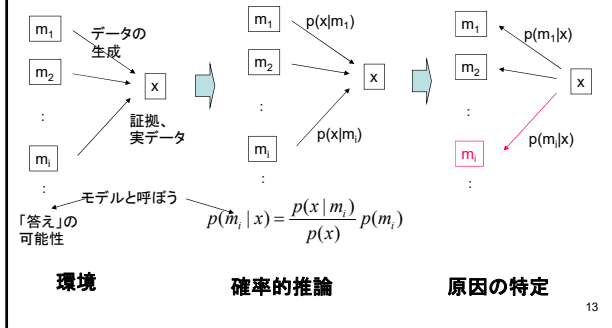 m₁
データの
生成
m₂
x
:
証拠、
実データ
mᵢ
:
モデルと呼ぼう
「答え」の
可能性
環境
m₁
p(x|m₁)
m₂
x
:
mᵢ
p(x|mᵢ)
:
p(mᵢ | x) = p(x | mᵢ) / p(x) p(mᵢ)
確率的推論
m₁
p(m₁|x)
m₂
x
:
mᵢ
p(mᵢ|x)
:
原因の特定
13